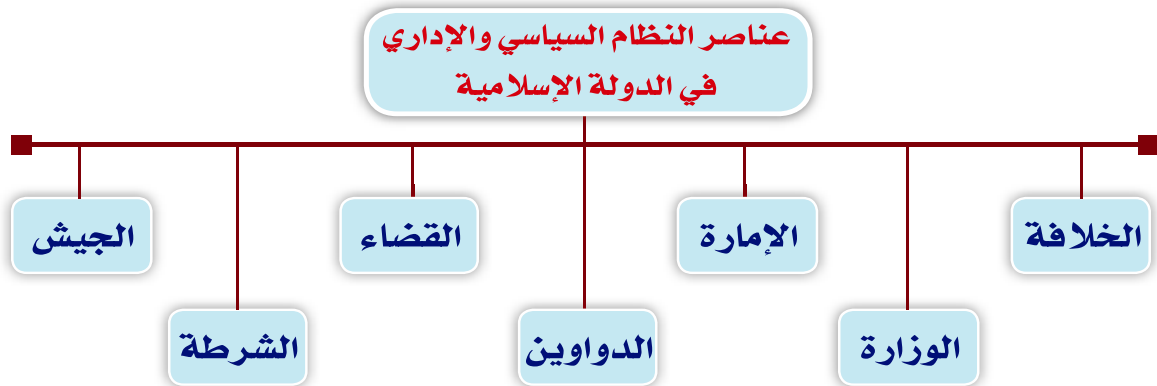 عناصر النظام السياسي والإداري
في الدولة الإسلامية
الخلافة
الوزارة
الإمارة
الدواوين
القضاء
الشرطة
الجيش